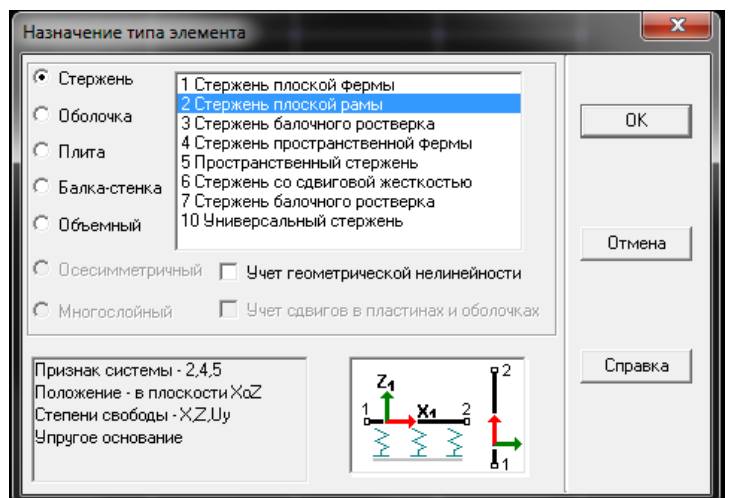 Назначение типа элемента
Стержень
Оболочка
Плита
Балка-стенка
Объемный
Осесимметричный
Многослойный
1 Стержень плоской фермы
2 Стержень плоской рамы
3 Стержень балочного ростверка
4 Стержень пространственной фермы
5 Пространственный стержень
6 Стержень со сдвиговой жесткостью
7 Стержень балочного ростверка
10 Универсальный стержень
Учет геометрической нелинейности
Учет сдвигов в пластинах и оболочках
OK
Отмена
Справка
Признак системы - 2,4,5
Положение - в плоскости XoZ
Степени свободы - X,Z,Uy
Упругое основание
Z1
1 X1 2
2
1